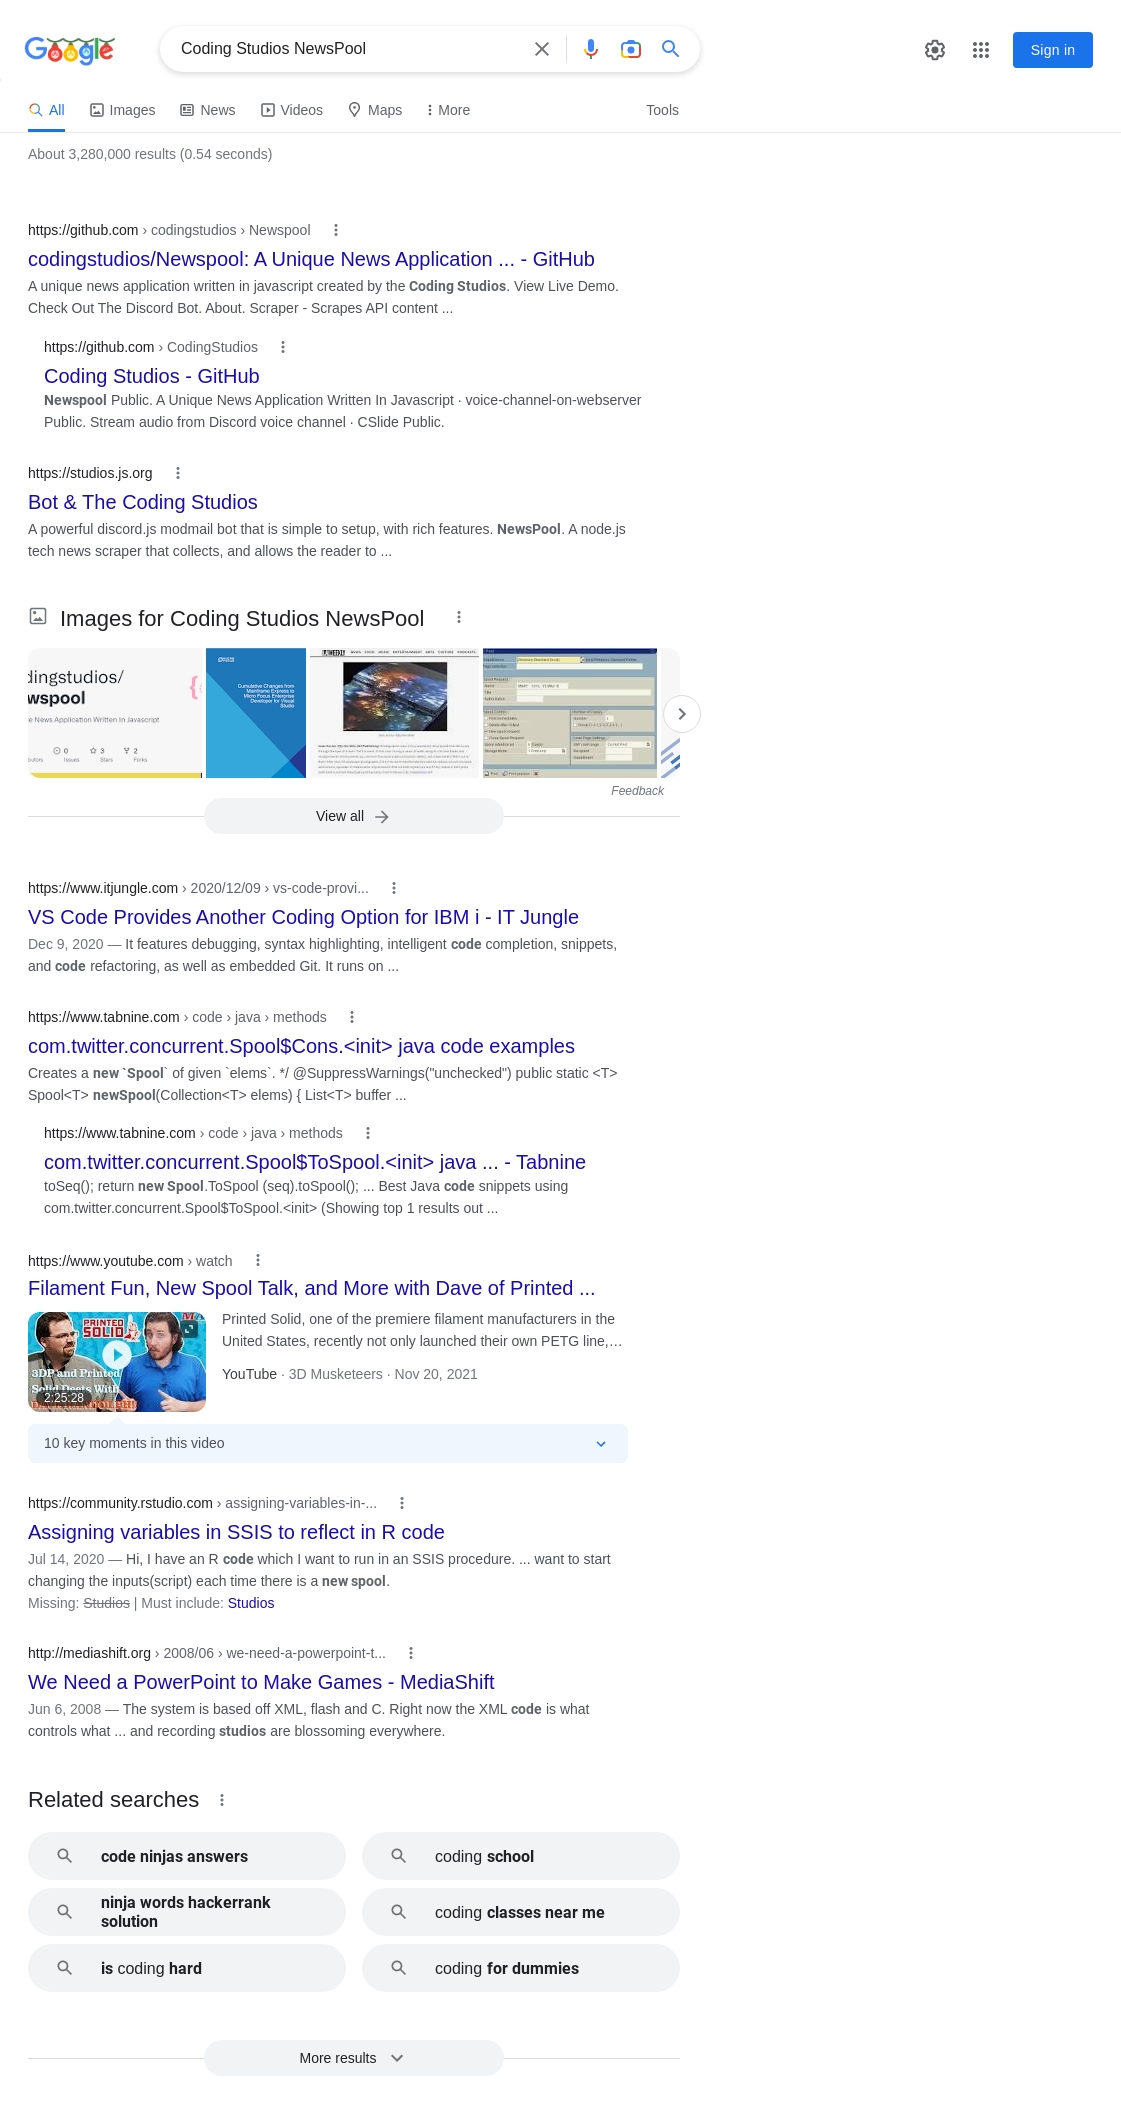 Google
Coding Studios NewsPool
Sign in
All
Images
News
Videos
Maps
More
Tools
About 3,280,000 results (0.54 seconds)
https://github.com › codingstudios › Newspool
codingstudios/Newspool: A Unique News Application ... - GitHub
A unique news application written in javascript created by the Coding Studios. View Live Demo.
Check Out The Discord Bot. About. Scraper - Scrapes API content ...
https://github.com › CodingStudios
Coding Studios - GitHub
Newspool Public. A Unique News Application Written In Javascript · voice-channel-on-webserver
Public. Stream audio from Discord voice channel · CSlide Public.
https://studios.js.org
Bot & The Coding Studios
A powerful discord.js modmail bot that is simple to setup, with rich features. NewsPool. A node.js
tech news scraper that collects, and allows the reader to ...
Images for Coding Studios NewsPool
dingstudios/
wspool
e News Application Written In Javascript
0
3
2
utors
Issues
Stars
Forks
Cumulative Changes from
Mainframe Express to
Micro Focus Enterprise
Developer for Visual
Studio
Feedback
View all
https://www.itjungle.com › 2020/12/09 › vs-code-provi...
VS Code Provides Another Coding Option for IBM i - IT Jungle
Dec 9, 2020 — It features debugging, syntax highlighting, intelligent code completion, snippets,
and code refactoring, as well as embedded Git. It runs on ...
https://www.tabnine.com › code › java › methods
com.twitter.concurrent.Spool$Cons.<init> java code examples
Creates a new `Spool` of given `elems`. */ @SuppressWarnings("unchecked") public static <T>
Spool<T> newSpool(Collection<T> elems) { List<T> buffer ...
https://www.tabnine.com › code › java › methods
com.twitter.concurrent.Spool$ToSpool.<init> java ... - Tabnine
toSeq(); return new Spool.ToSpool (seq).toSpool(); ... Best Java code snippets using
com.twitter.concurrent.Spool$ToSpool.<init> (Showing top 1 results out ...
https://www.youtube.com › watch
Filament Fun, New Spool Talk, and More with Dave of Printed ...
PRINTED
SOLID
3DP and Printed
Solid Deets With
2:25:28
Printed Solid, one of the premiere filament manufacturers in the
United States, recently not only launched their own PETG line,…
YouTube · 3D Musketeers · Nov 20, 2021
10 key moments in this video
https://community.rstudio.com › assigning-variables-in-...
Assigning variables in SSIS to reflect in R code
Jul 14, 2020 — Hi, I have an R code which I want to run in an SSIS procedure. ... want to start
changing the inputs(script) each time there is a new spool.
Missing: Studios | Must include: Studios
http://mediashift.org › 2008/06 › we-need-a-powerpoint-t...
We Need a PowerPoint to Make Games - MediaShift
Jun 6, 2008 — The system is based off XML, flash and C. Right now the XML code is what
controls what ... and recording studios are blossoming everywhere.
Related searches
code ninjas answers
coding school
ninja words hackerrank
solution
coding classes near me
is coding hard
coding for dummies
More results